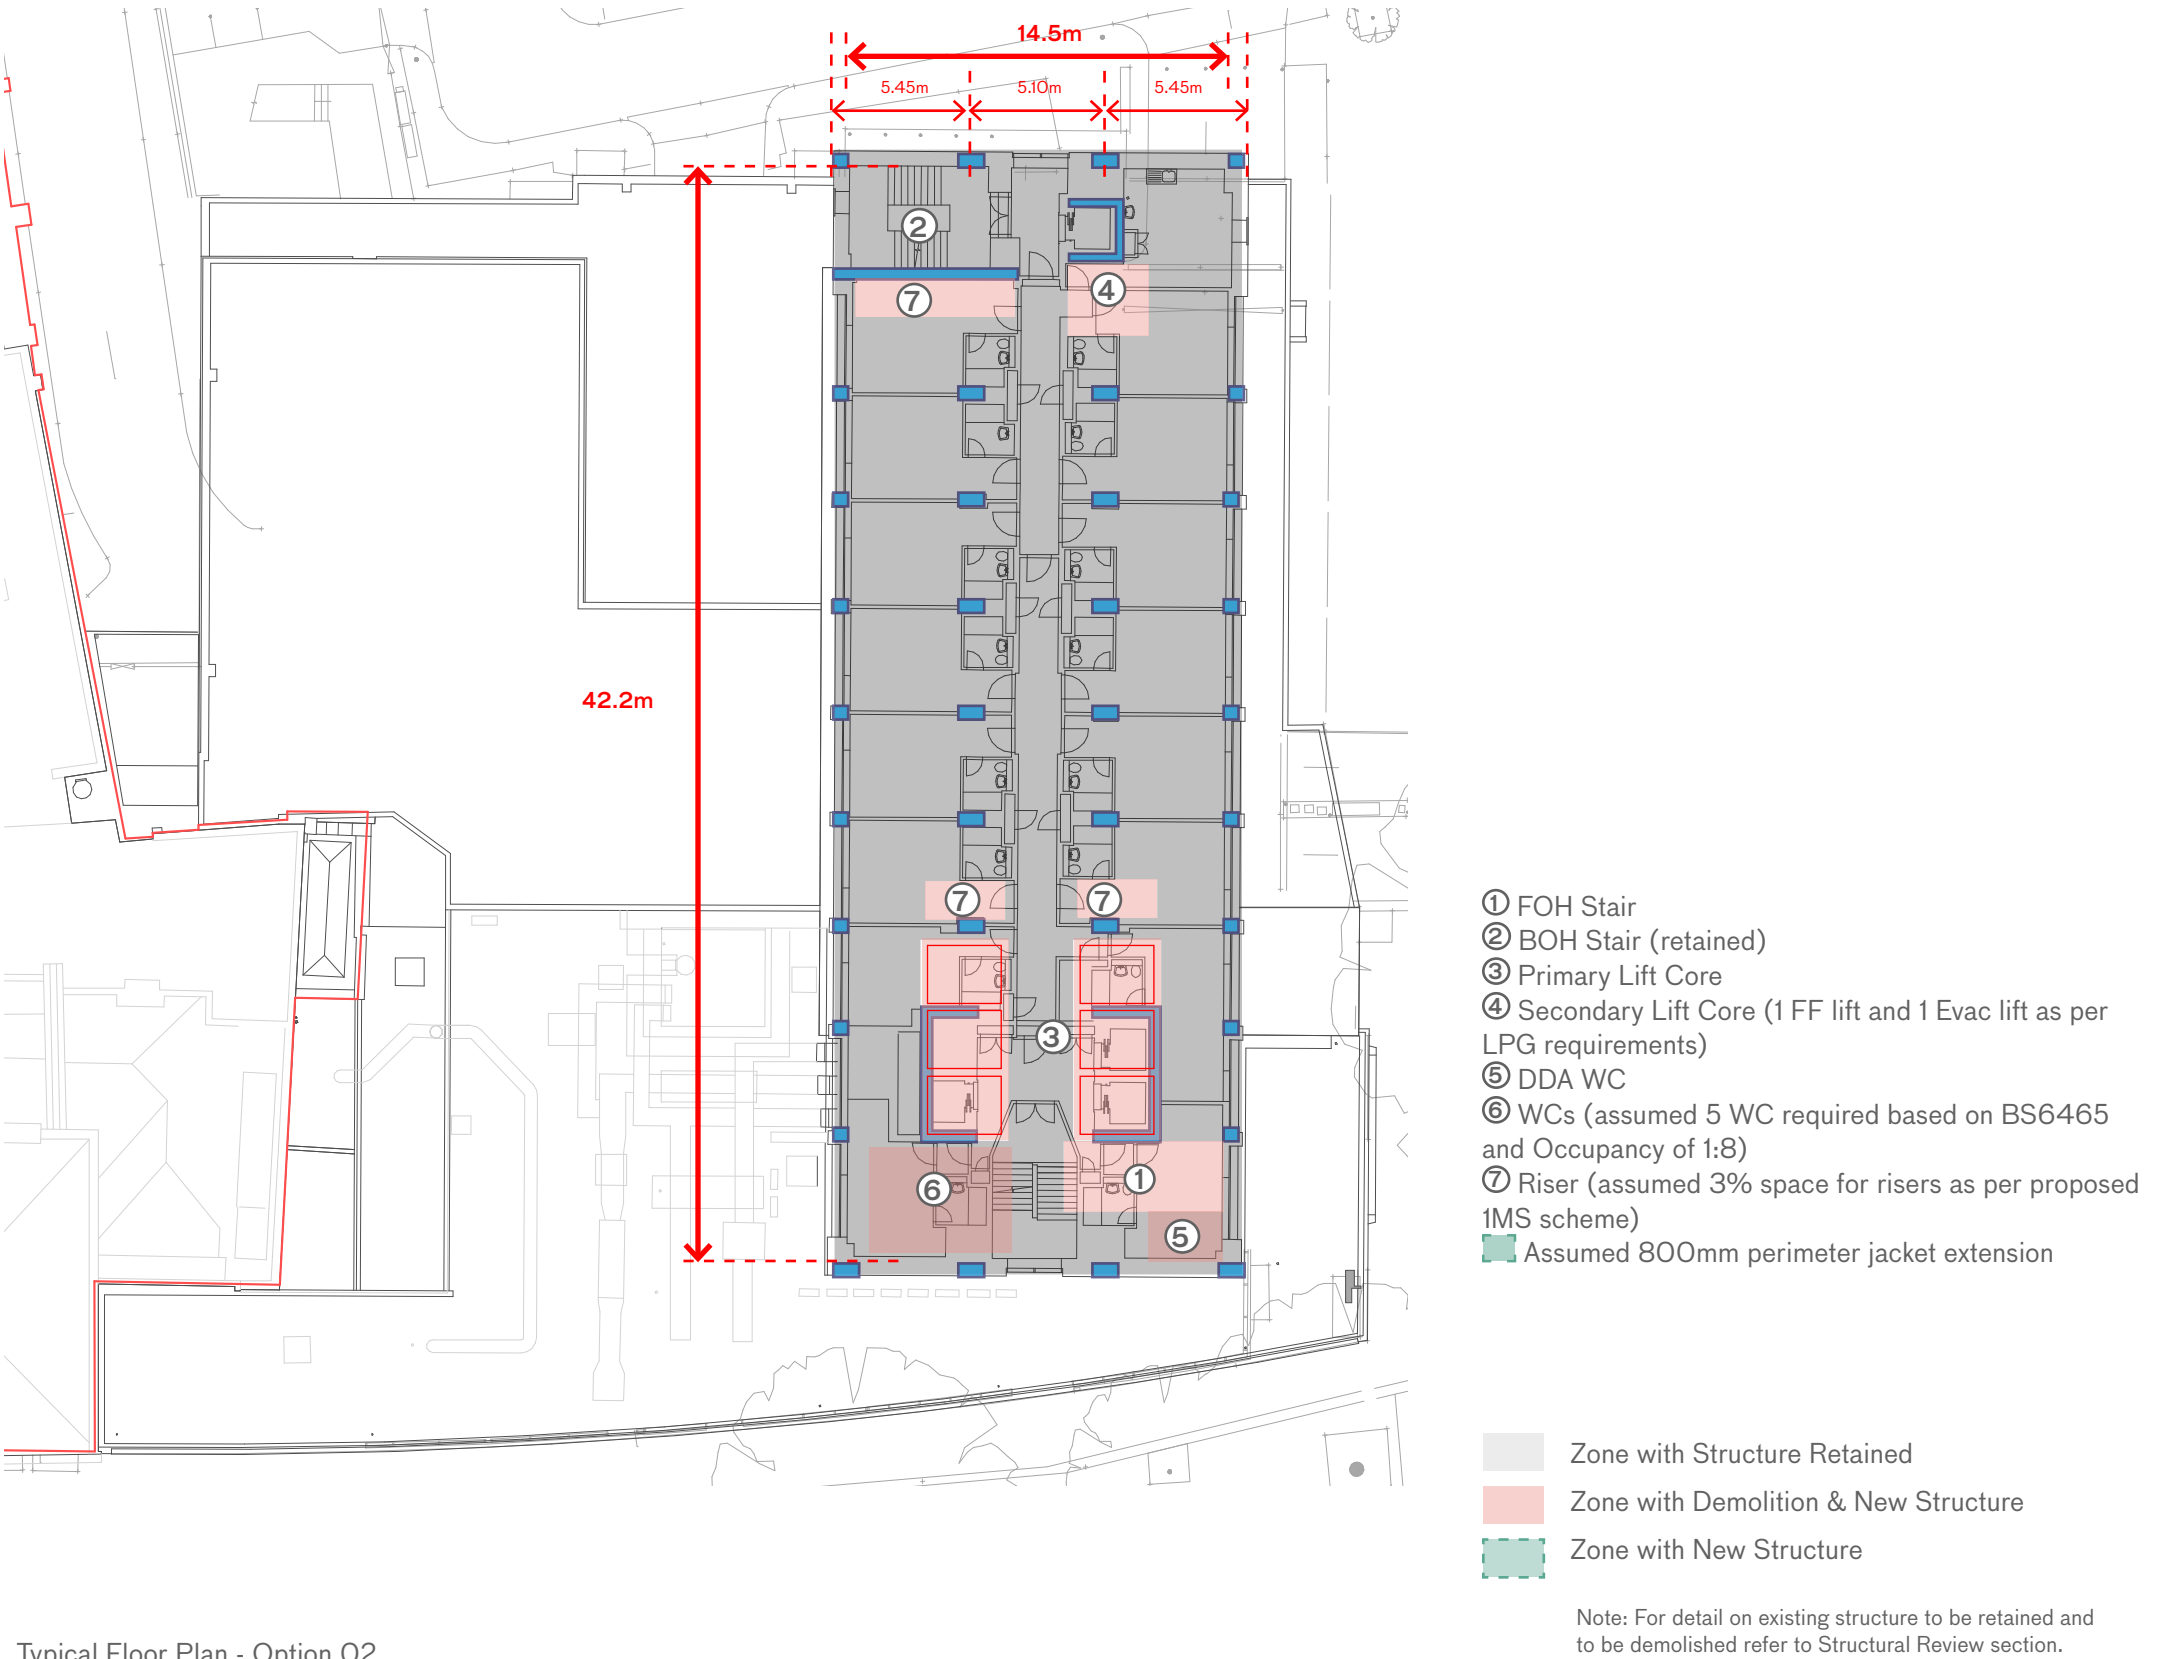 14.5m
5.45m
5.10m
5.45m
2
7
4
42.2m
7
7
3
6
1
5
1 FOH Stair
2 BOH Stair (retained)
3 Primary Lift Core
4 Secondary Lift Core (1 FF lift and 1 Evac lift as per
LPG requirements)
5 DDA WC
6 WCs (assumed 5 WC required based on BS6465
and Occupancy of 1:8)
7 Riser (assumed 3% space for risers as per proposed
1MS scheme)
Assumed 800mm perimeter jacket extension
Zone with Structure Retained
Zone with Demolition & New Structure
Zone with New Structure
Note: For detail on existing structure to be retained and
to be demolished refer to Structural Review section.
Typical Floor Plan - Option 02